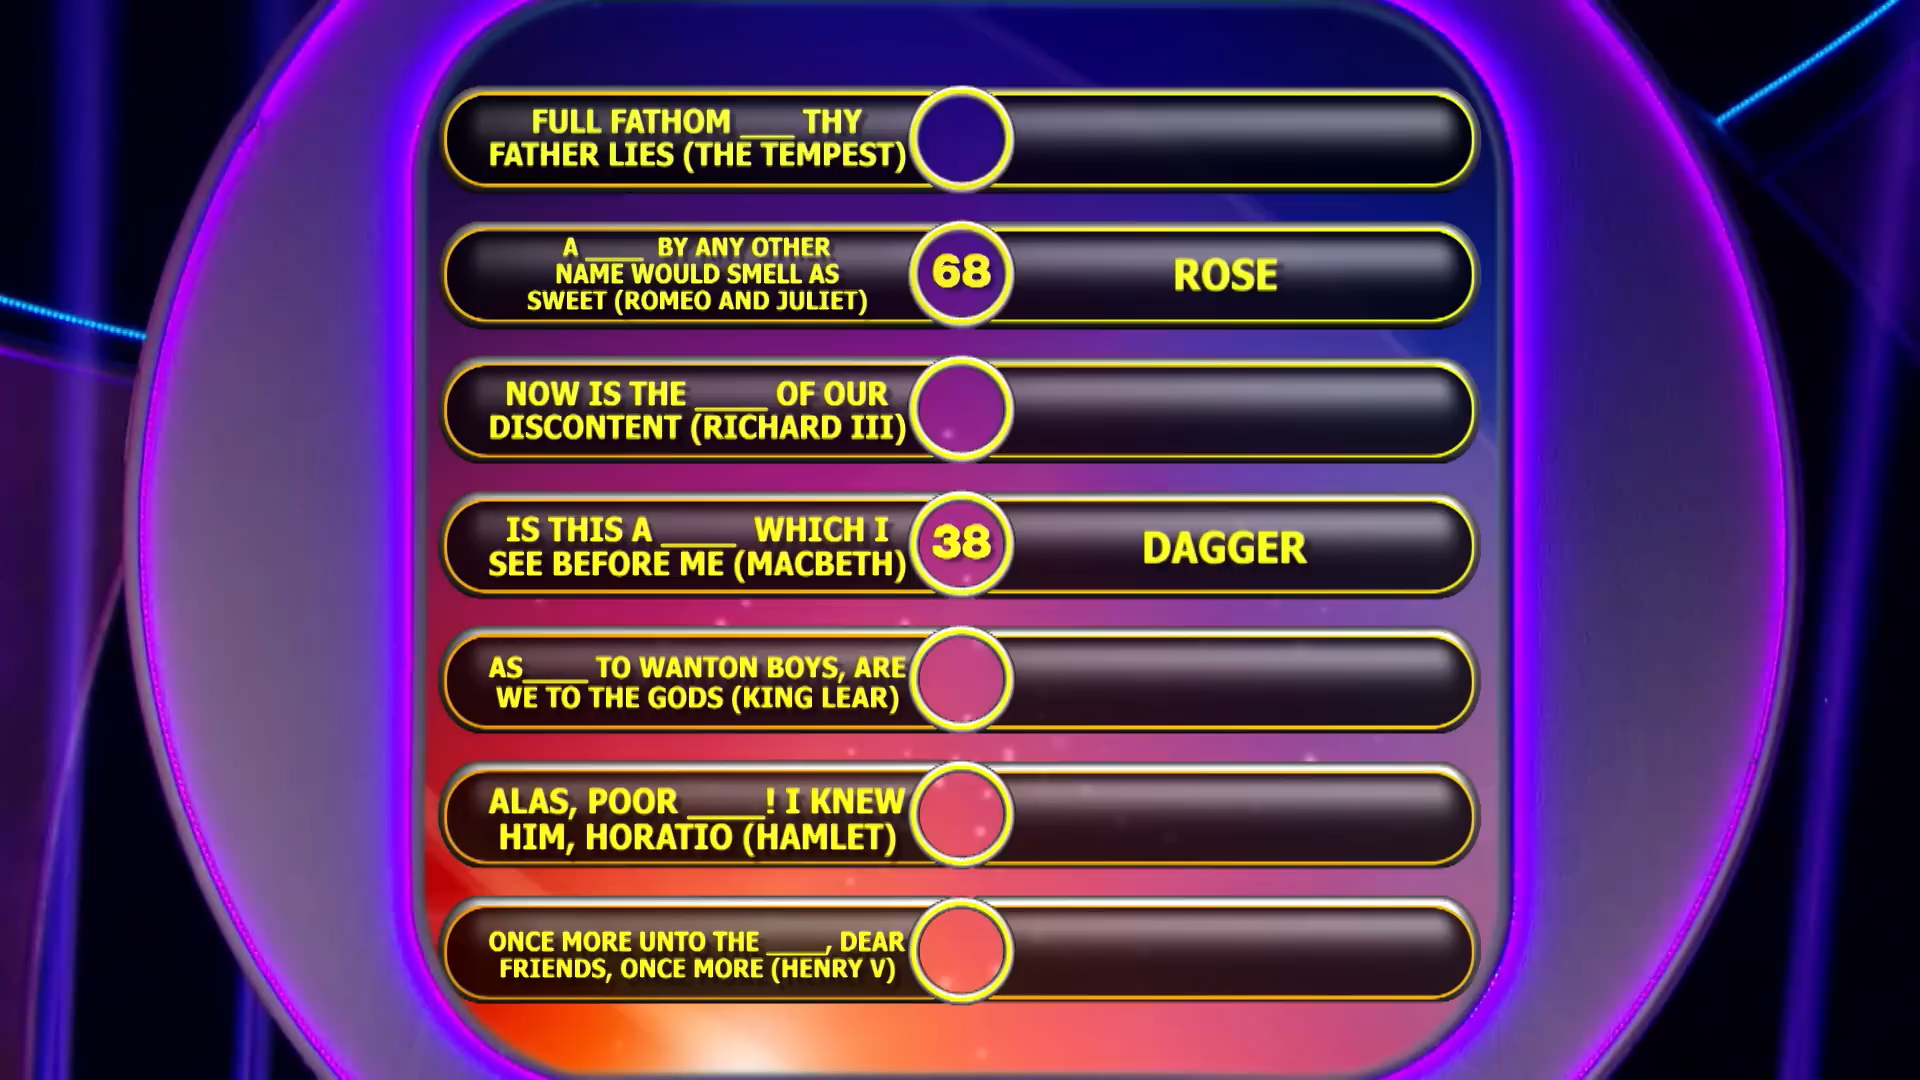 FULL FATHOM ___ THY
FATHER LIES (THE TEMPEST)
A ____ BY ANY OTHER
NAME WOULD SMELL AS
SWEET (ROMEO AND JULIET)
68
ROSE
NOW IS THE ____ OF OUR
DISCONTENT (RICHARD III)
IS THIS A ____ WHICH I
SEE BEFORE ME (MACBETH)
38
DAGGER
AS____ TO WANTON BOYS, ARE
WE TO THE GODS (KING LEAR)
ALAS, POOR ____! I KNEW
HIM, HORATIO (HAMLET)
ONCE MORE UNTO THE ____, DEAR
FRIENDS, ONCE MORE (HENRY V)